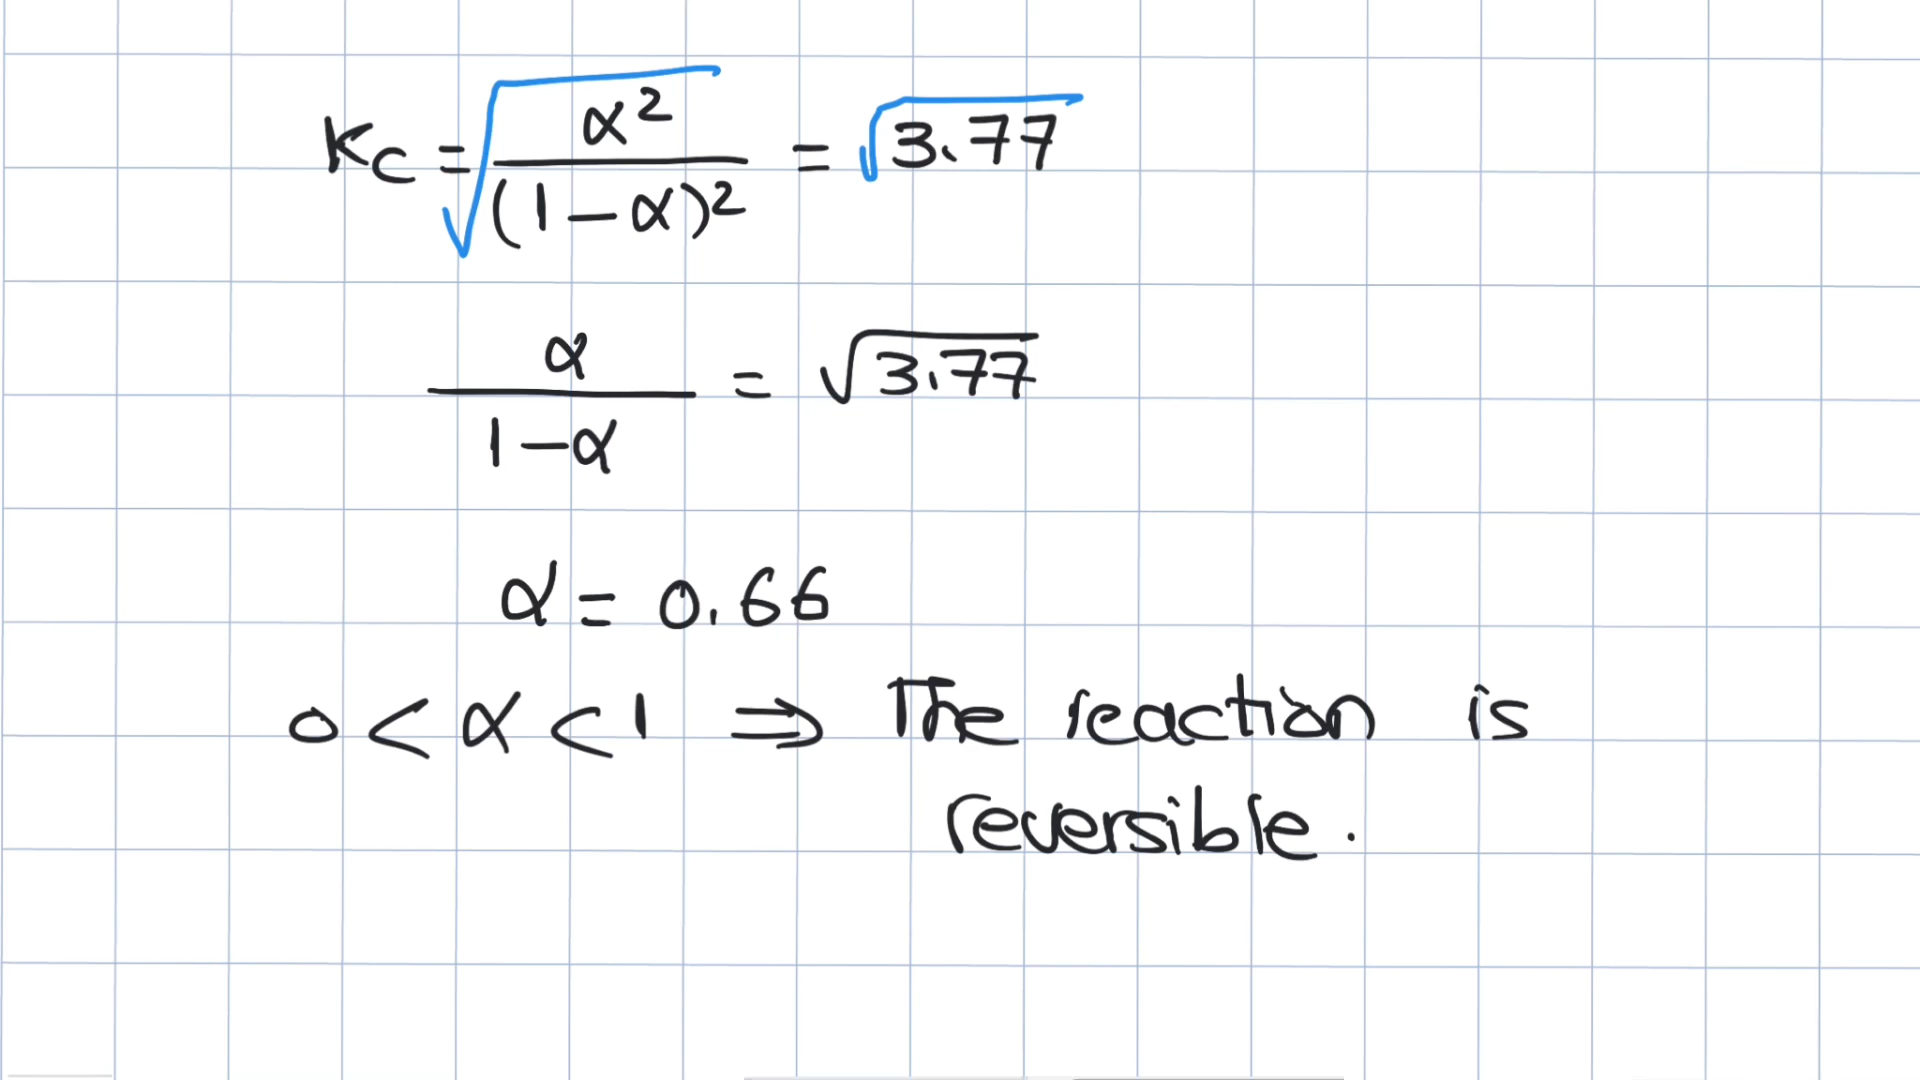 Kc = √(α²/(1-α)²) = √3.77
α/(1-α) = √3.77
α = 0.66
0 < α < 1 ⇒ The reaction is
reversible.